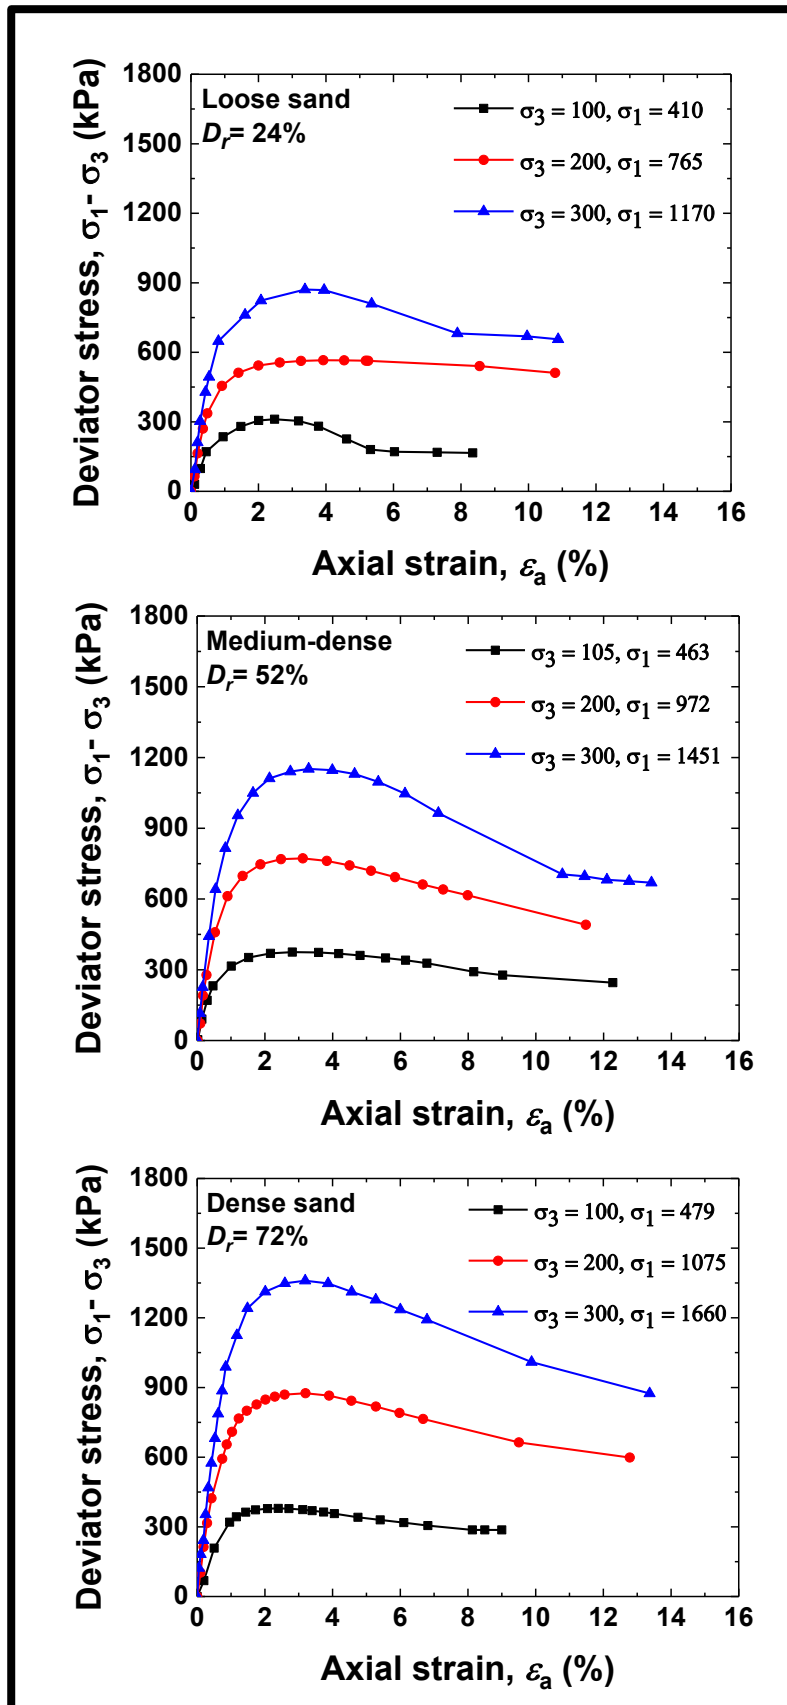 Deviator stress, σ1- σ3 (kPa)
1800
1500
1200
900
600
300
0
Loose sand
Dr= 24%
σ3 = 100, σ1 = 410
σ3 = 200, σ1 = 765
σ3 = 300, σ1 = 1170
0 2 4 6 8 10 12 14 16
Axial strain, εa (%)
Deviator stress, σ1- σ3 (kPa)
1800
1500
1200
900
600
300
0
Medium-dense
Dr= 52%
σ3 = 105, σ1 = 463
σ3 = 200, σ1 = 972
σ3 = 300, σ1 = 1451
0 2 4 6 8 10 12 14 16
Axial strain, εa (%)
Deviator stress, σ1- σ3 (kPa)
1800
1500
1200
900
600
300
0
Dense sand
Dr= 72%
σ3 = 100, σ1 = 479
σ3 = 200, σ1 = 1075
σ3 = 300, σ1 = 1660
0 2 4 6 8 10 12 14 16
Axial strain, εa (%)